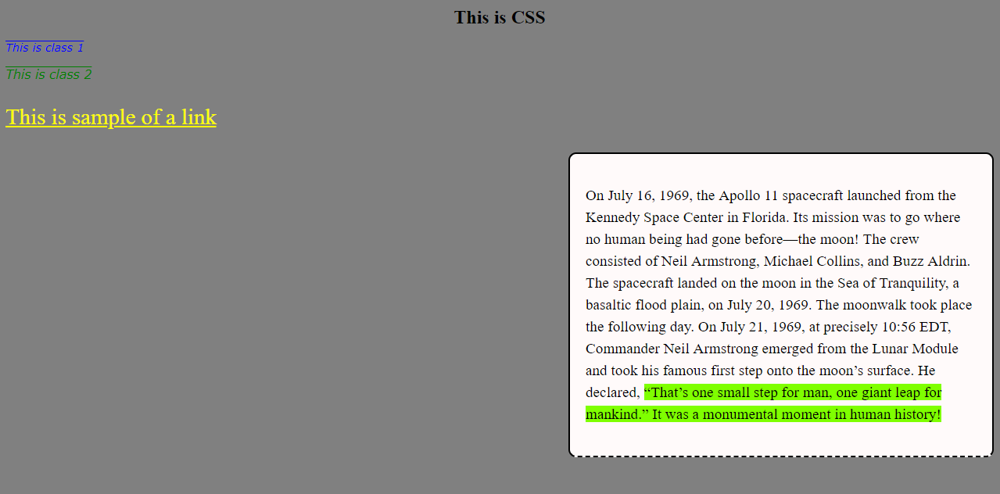 This is CSS
This is class 1
This is class 2
This is sample of a link
On July 16, 1969, the Apollo 11 spacecraft launched from the
Kennedy Space Center in Florida. Its mission was to go where
no human being had gone before—the moon! The crew
consisted of Neil Armstrong, Michael Collins, and Buzz Aldrin.
The spacecraft landed on the moon in the Sea of Tranquility, a
basaltic flood plain, on July 20, 1969. The moonwalk took place
the following day. On July 21, 1969, at precisely 10:56 EDT,
Commander Neil Armstrong emerged from the Lunar Module
and took his famous first step onto the moon’s surface. He
declared, “That’s one small step for man, one giant leap for
mankind.” It was a monumental moment in human history!